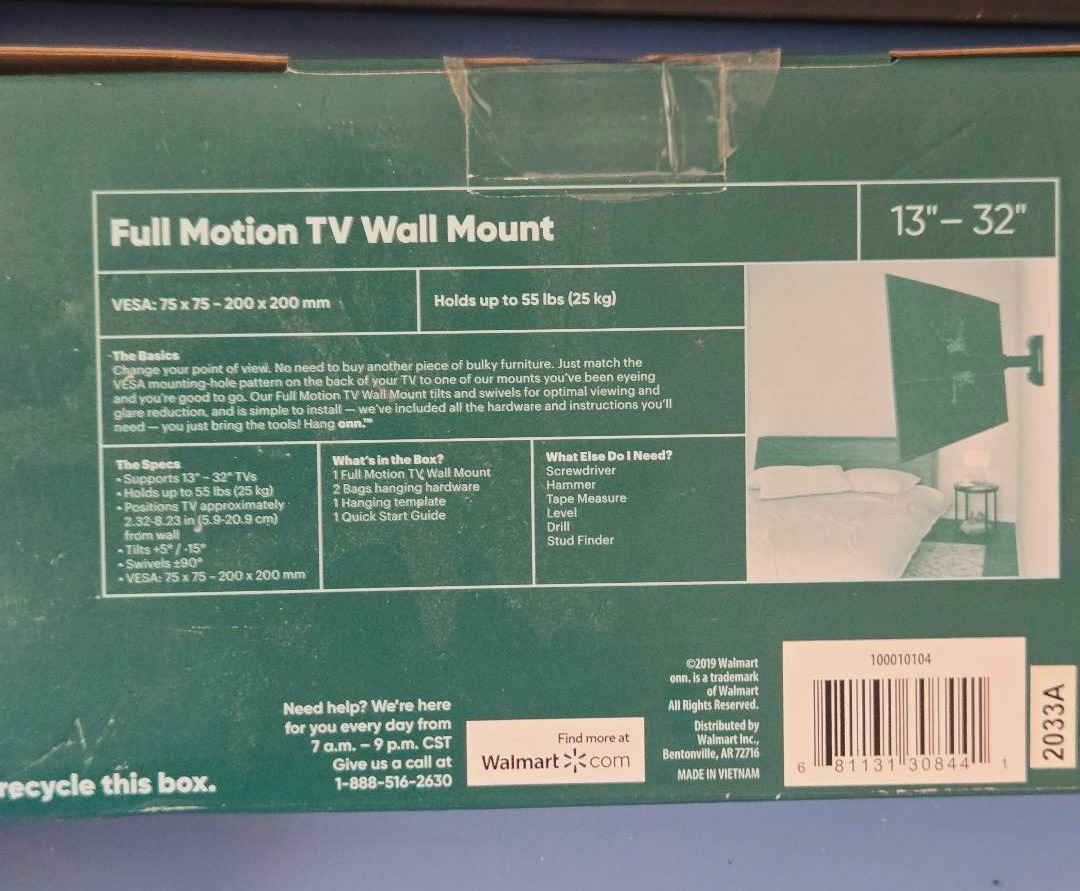 Full Motion TV Wall Mount
13"– 32"
VESA: 75 x 75 – 200 x 200 mm
Holds up to 55 lbs (25 kg)
The Basics
Change your point of view. No need to buy another piece of bulky furniture. Just match the
VESA mounting-hole pattern on the back of your TV to one of our mounts you've been eyeing
and you're good to go. Our Full Motion TV Wall Mount tilts and swivels for optimal viewing and
glare reduction, and is simple to install — we've included all the hardware and instructions you'll
need — you just bring the tools! Hang onn.™
The Specs
• Supports 13" – 32" TVs
• Holds up to 55 lbs (25 kg)
• Positions TV approximately
2.32-8.23 in (5.9-20.9 cm)
from wall
• Tilts +5° / -15°
• Swivels ±90°
• VESA: 75 x 75 – 200 x 200 mm
What's in the Box?
1 Full Motion TV Wall Mount
2 Bags hanging hardware
1 Hanging template
1 Quick Start Guide
What Else Do I Need?
Screwdriver
Hammer
Tape Measure
Level
Drill
Stud Finder
recycle this box.
Need help? We're here
for you every day from
7 a.m. – 9 p.m. CST
Give us a call at
1-888-516-2630
Find more at
Walmart com
©2019 Walmart
onn. is a trademark
of Walmart
All Rights Reserved.
Distributed by
Walmart Inc.,
Bentonville, AR 72716
MADE IN VIETNAM
100010104
6 81131 30844 1
2033A